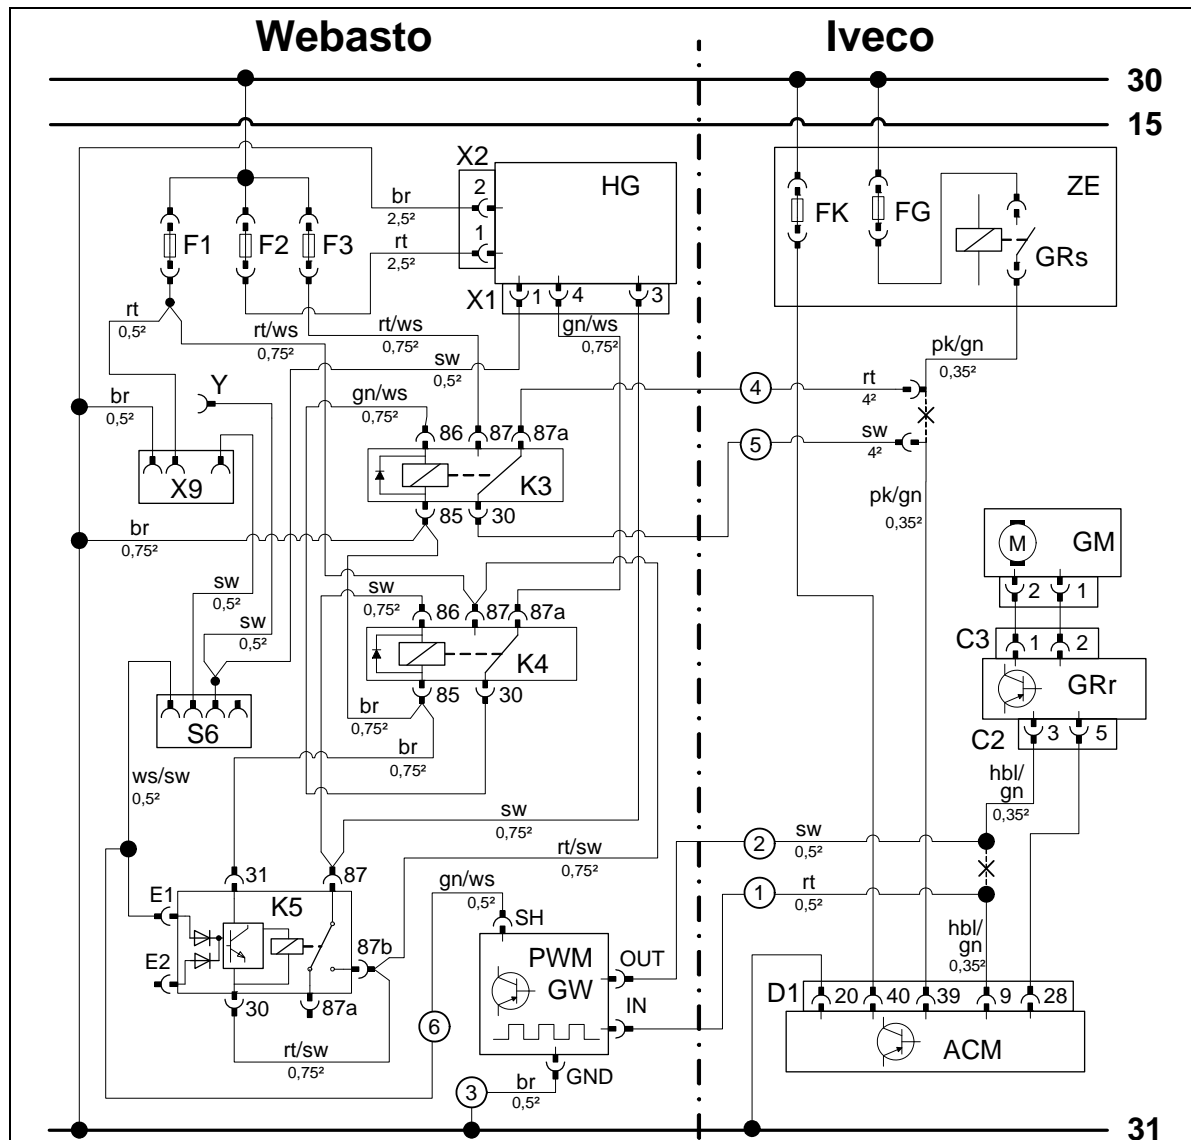 Webasto
Iveco
30
15
X2
HG
ZE
2
br
2,5²
1
rt
2,5²
F1
F2
F3
FK
FG
GRs
X1
1
4
3
rt
0,5²
rt/ws
0,75²
rt/ws
0,75²
sw
0,5²
gn/ws
0,75²
pk/gn
0,35²
br
0,5²
Y
gn/ws
0,75²
4
rt
4²
86
87
87a
5
sw
4²
X9
K3
pk/gn
0,35²
85
30
br
0,75²
M
GM
2
1
sw
0,5²
sw
0,75²
86
87
87a
sw
0,5²
C3
1
2
K4
GRr
85
30
S6
br
0,75²
C2
3
5
br
0,75²
ws/sw
0,5²
hbl/
gn
0,35²
sw
0,75²
2
sw
0,5²
rt/sw
0,75²
31
87
gn/ws
0,5²
1
rt
0,5²
E1
K5
SH
87b
E2
PWM
GW
OUT
IN
hbl/
gn
0,35²
30
87a
D1
20
40
39
9
28
6
rt/sw
0,75²
ACM
GND
3
br
0,5²
31